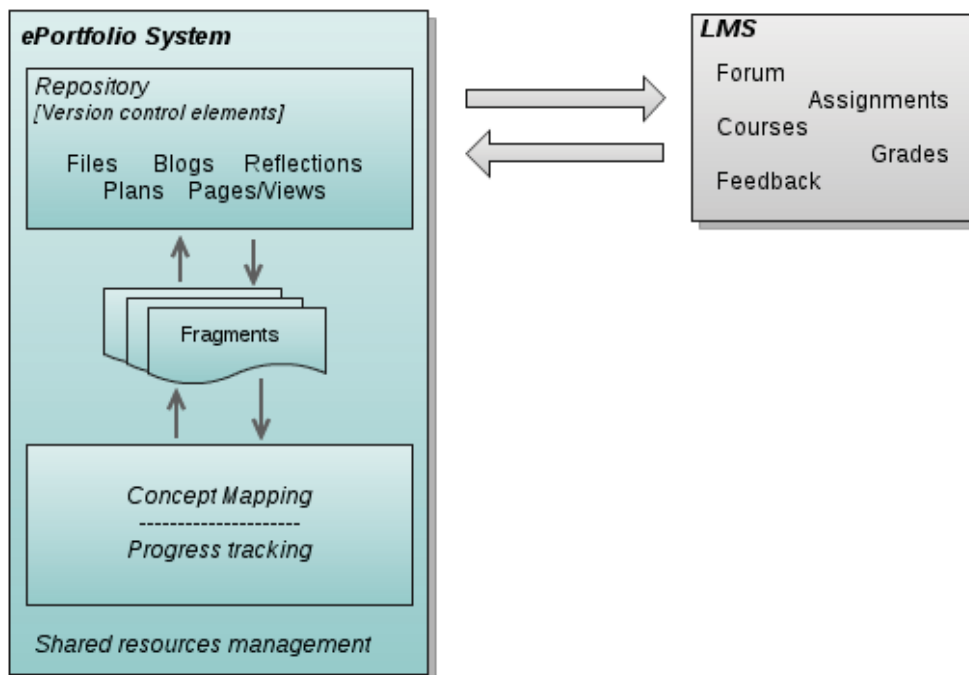 ePortfolio System
Repository
[Version control elements]
Files Blogs Reflections
Plans Pages/Views
Fragments
Concept Mapping
----------------------
Progress tracking
Shared resources management
LMS
Forum
Assignments
Courses
Grades
Feedback